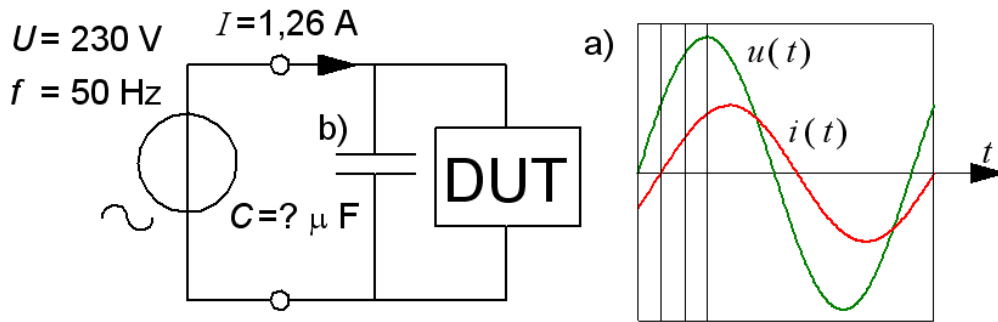 U = 230 V
f = 50 Hz
I=1,26 A
b)
C=? μ F
DUT
a)
u(t)
i(t)
t